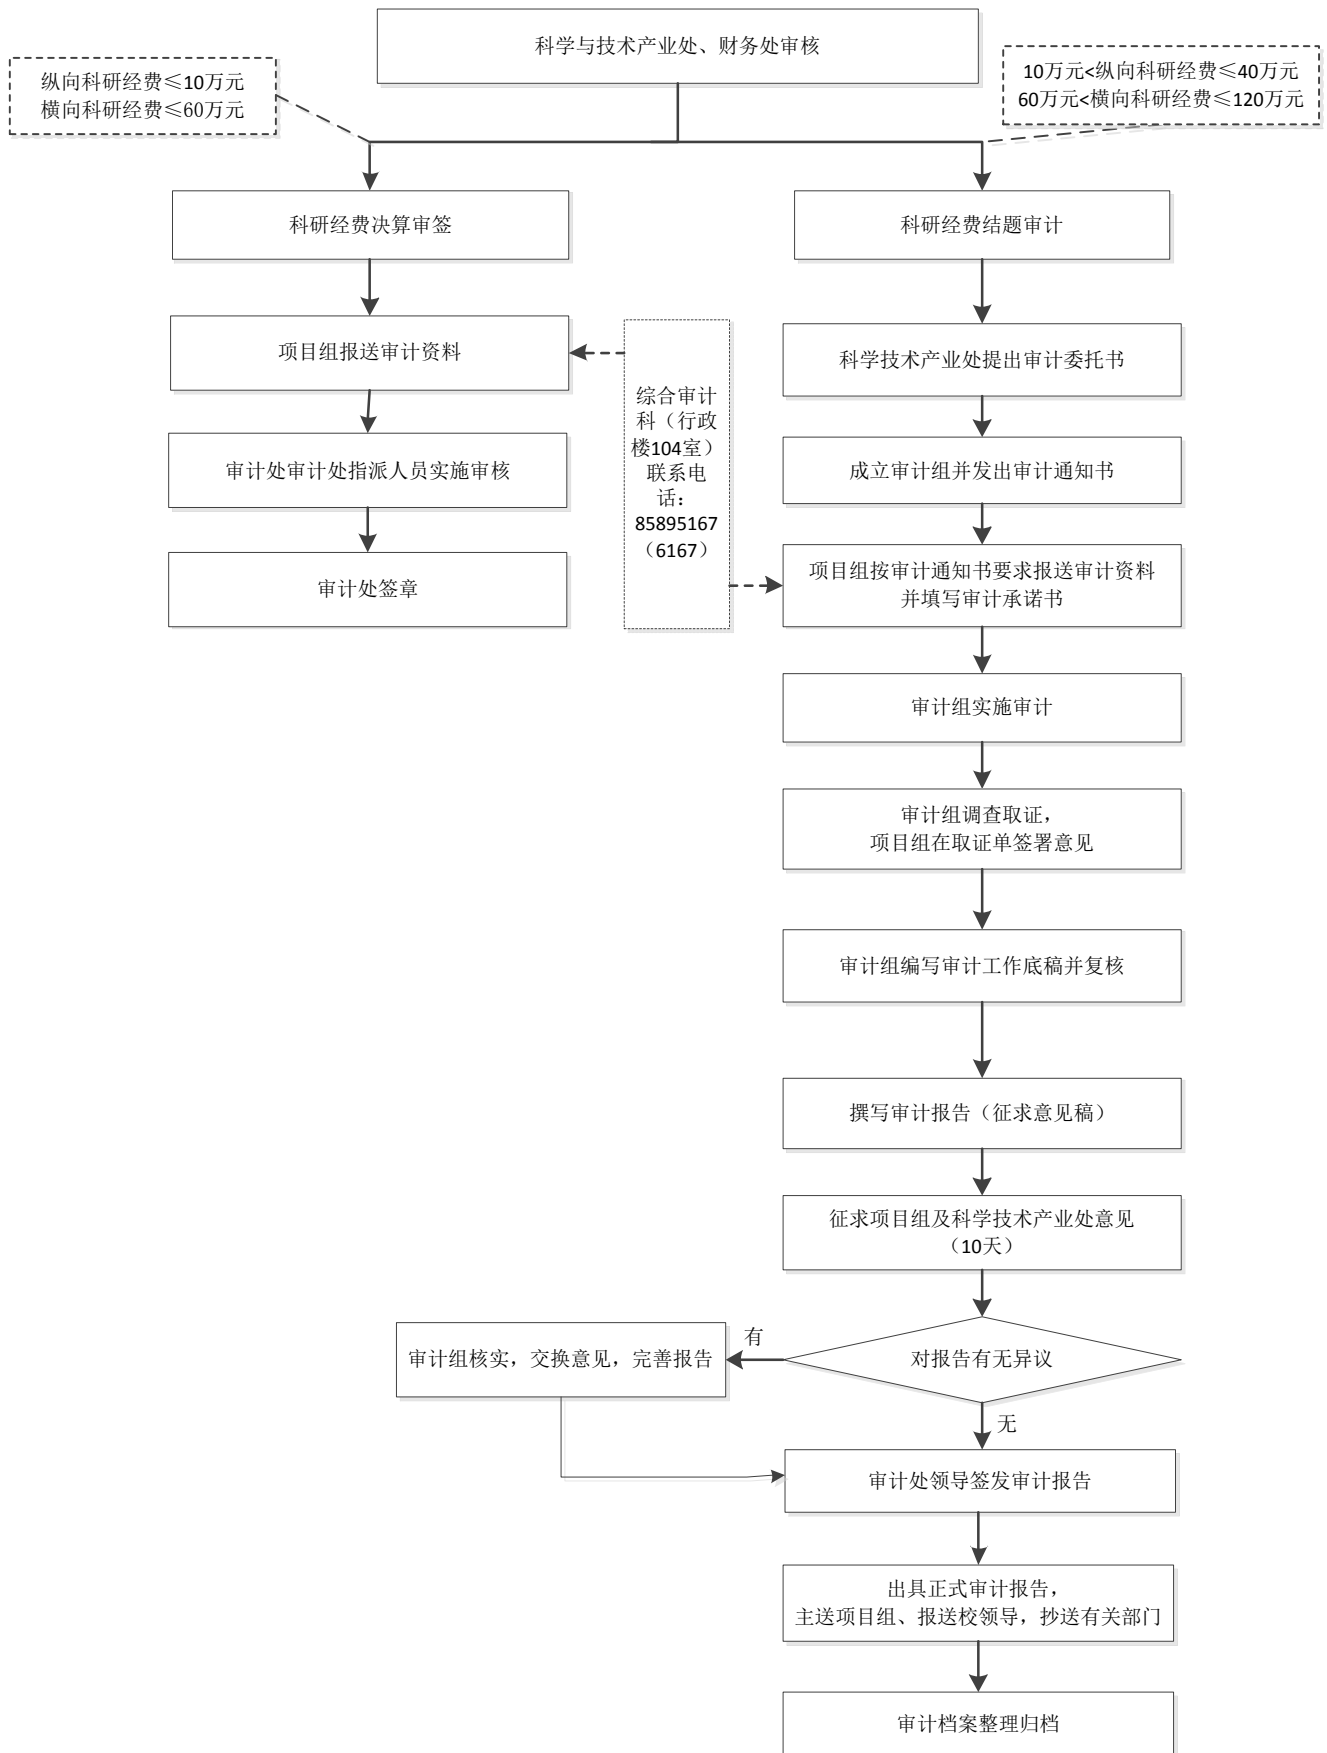 科学与技术产业处、财务处审核
纵向科研经费≤10万元
横向科研经费≤60万元
10万元<纵向科研经费≤40万元
60万元<横向科研经费≤120万元
科研经费决算审签
科研经费结题审计
项目组报送审计资料
科学技术产业处提出审计委托书
综合审计
科（行政
楼104室）
联系电
话：
85895167
（6167）
审计处审计处指派人员实施审核
成立审计组并发出审计通知书
审计处签章
项目组按审计通知书要求报送审计资料
并填写审计承诺书
审计组实施审计
审计组调查取证，
项目组在取证单签署意见
审计组编写审计工作底稿并复核
撰写审计报告（征求意见稿）
征求项目组及科学技术产业处意见
（10天）
对报告有无异议
有
审计组核实，交换意见，完善报告
无
审计处领导签发审计报告
出具正式审计报告，
主送项目组、报送校领导，抄送有关部门
审计档案整理归档